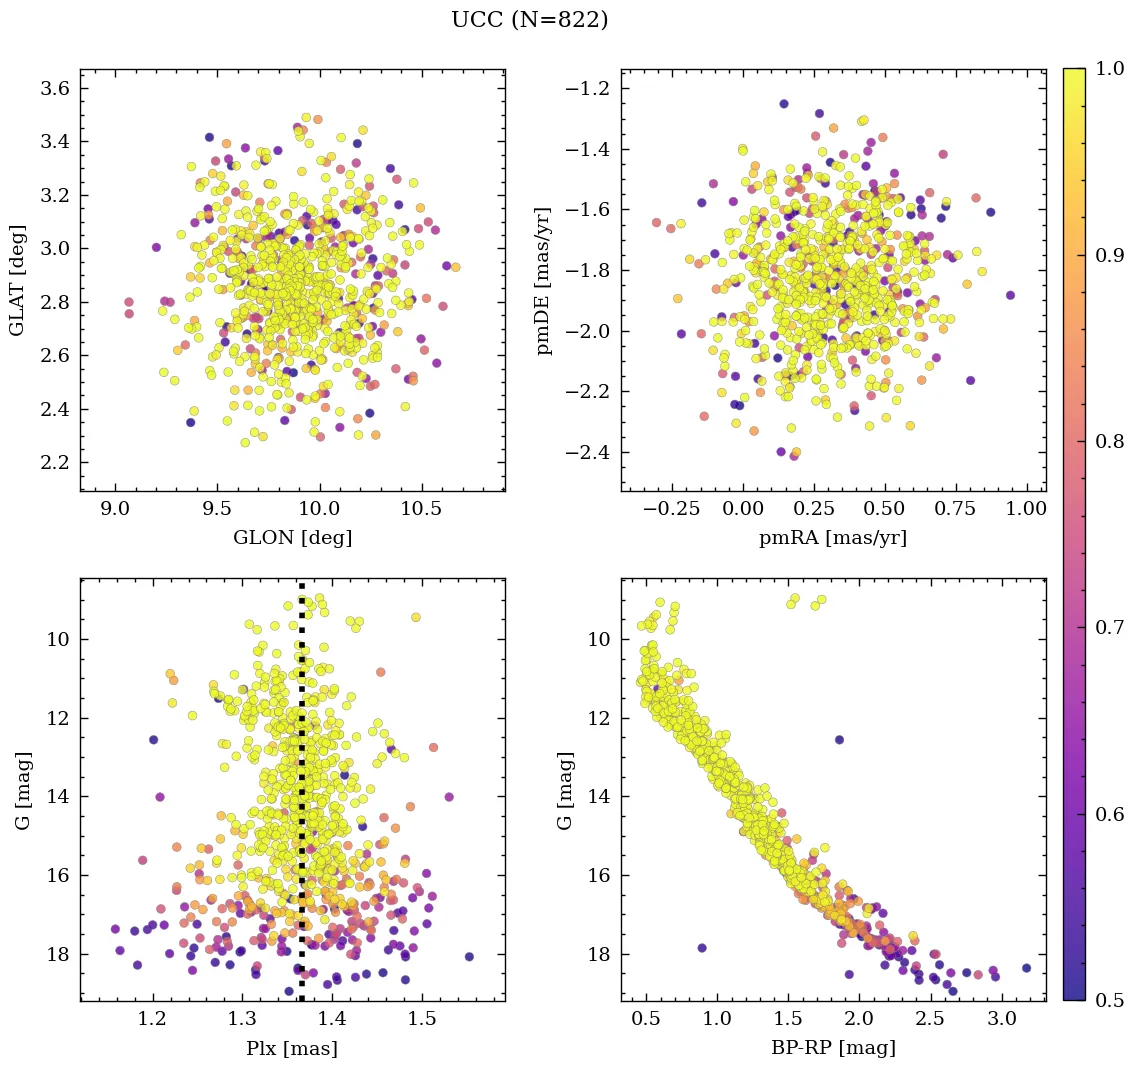 UCC (N=822)
3.6
3.4
3.2
3.0
2.8
2.6
2.4
2.2
GLAT [deg]
9.0 9.5 10.0 10.5
GLON [deg]
−1.2
−1.4
−1.6
−1.8
−2.0
−2.2
−2.4
pmDE [mas/yr]
−0.25 0.00 0.25 0.50 0.75 1.00
pmRA [mas/yr]
10
12
14
16
18
G [mag]
1.2 1.3 1.4 1.5
Plx [mas]
10
12
14
16
18
G [mag]
0.5 1.0 1.5 2.0 2.5 3.0
BP-RP [mag]
1.0
0.9
0.8
0.7
0.6
0.5